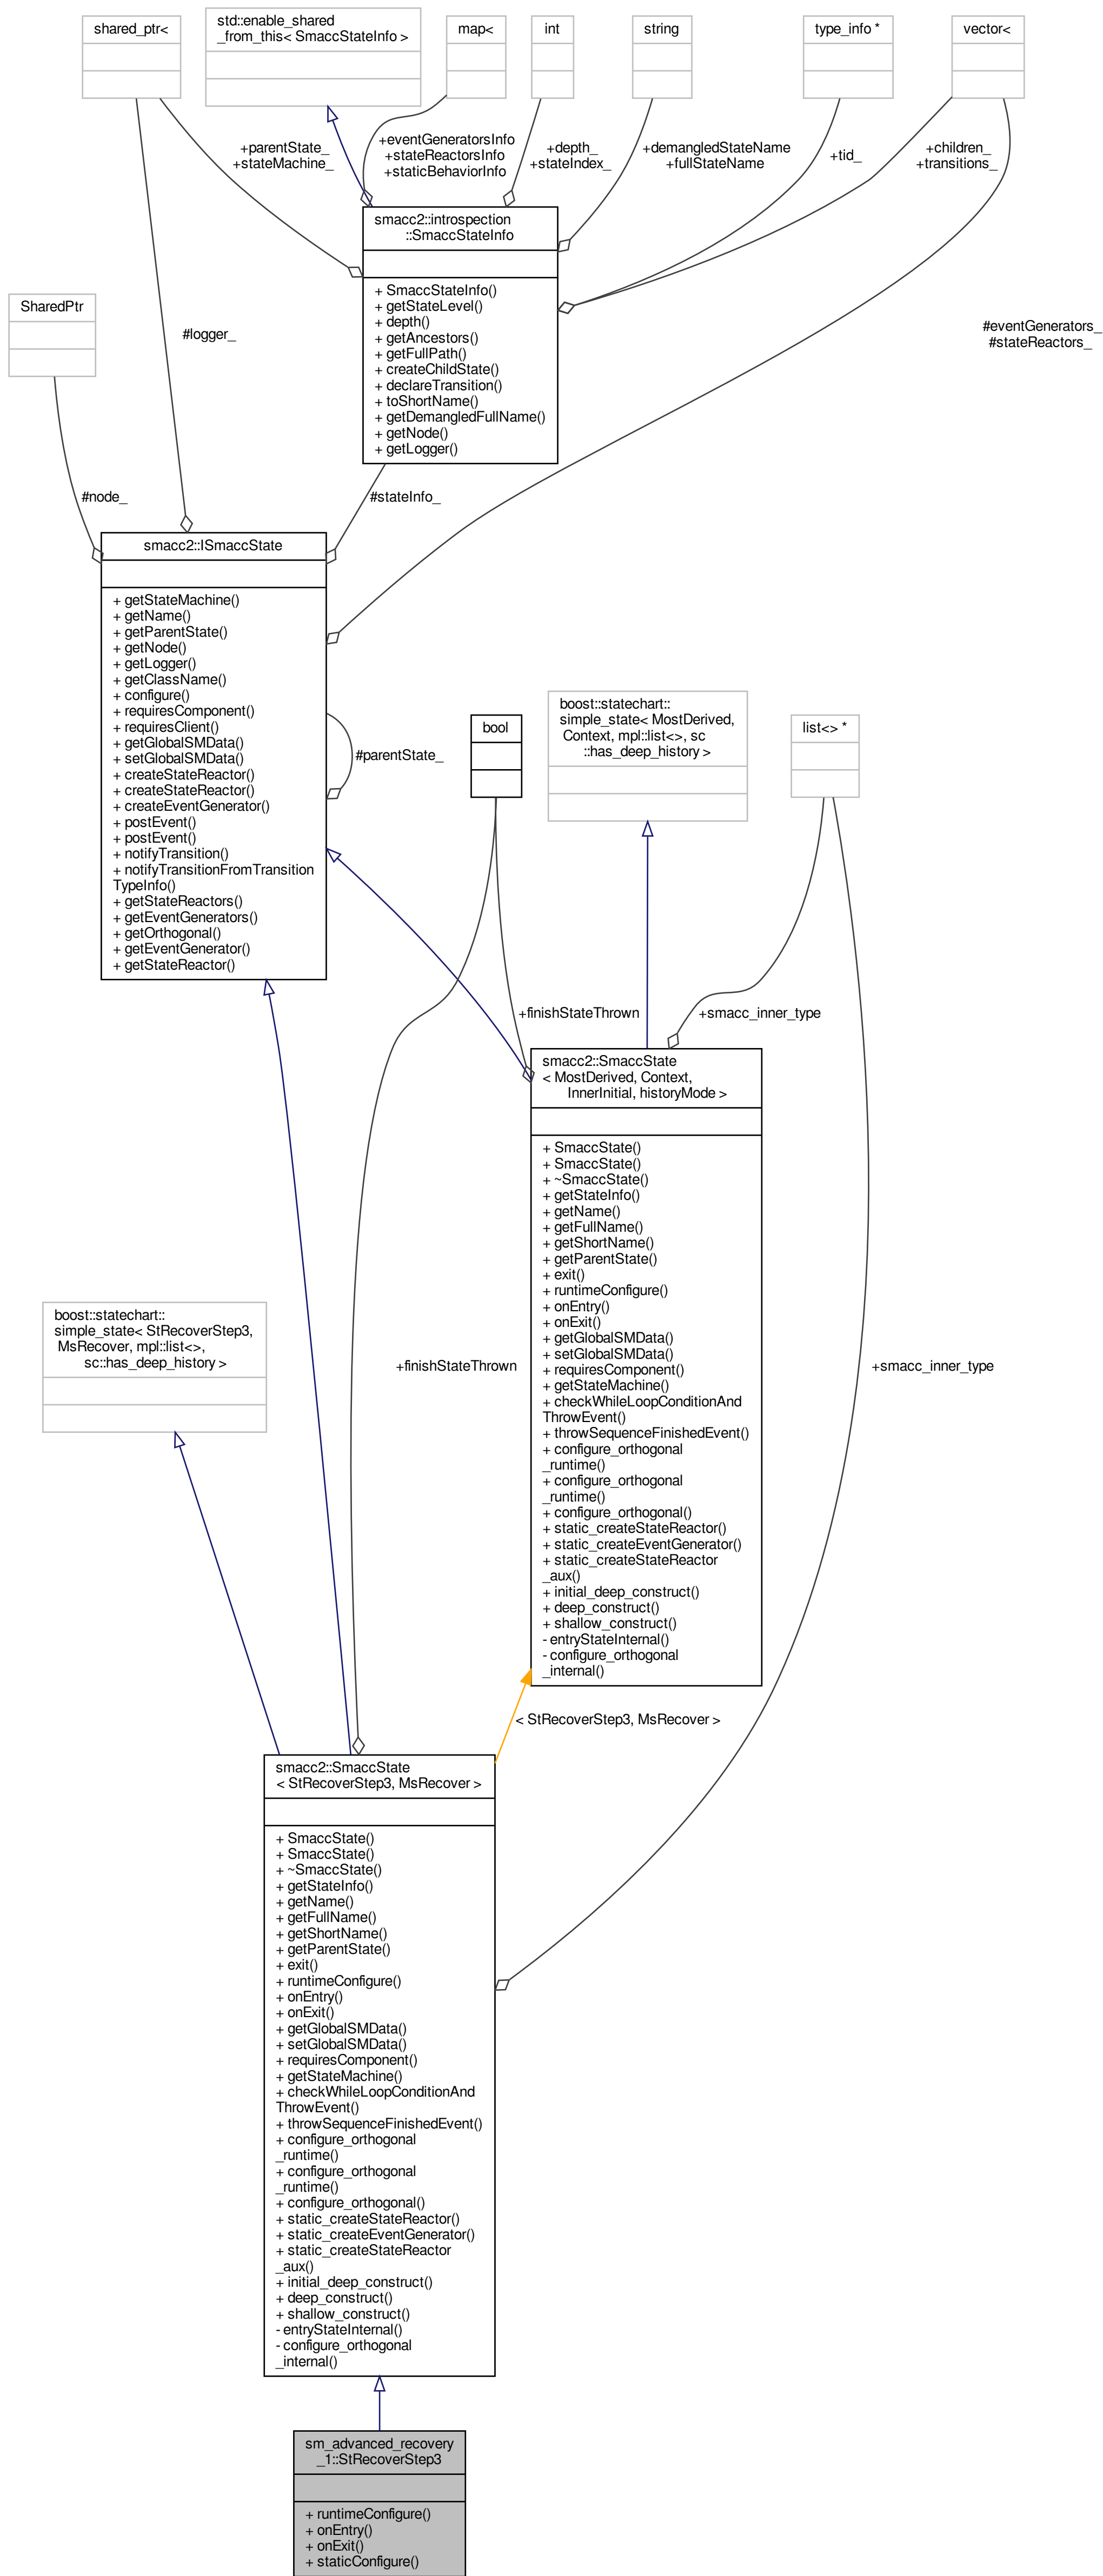 shared_ptr<
std::enable_shared
_from_this< SmaccStateInfo >
map<
int
string
type_info *
vector<
+parentState_
+stateMachine_
+eventGeneratorsInfo
+stateReactorsInfo
+staticBehaviorInfo
+depth_
+stateIndex_
+demangledStateName
+fullStateName
+tid_
+children_
+transitions_
smacc2::introspection
::SmaccStateInfo
+ SmaccStateInfo()
+ getStateLevel()
+ depth()
+ getAncestors()
+ getFullPath()
+ createChildState()
+ declareTransition()
+ toShortName()
+ getDemangledFullName()
+ getNode()
+ getLogger()
SharedPtr
#logger_
#eventGenerators_
#stateReactors_
#node_
#stateInfo_
smacc2::ISmaccState
+ getStateMachine()
+ getName()
+ getParentState()
+ getNode()
+ getLogger()
+ getClassName()
+ configure()
+ requiresComponent()
+ requiresClient()
+ getGlobalSMData()
+ setGlobalSMData()
+ createStateReactor()
+ createStateReactor()
+ createEventGenerator()
+ postEvent()
+ postEvent()
+ notifyTransition()
+ notifyTransitionFromTransition
TypeInfo()
+ getStateReactors()
+ getEventGenerators()
+ getOrthogonal()
+ getEventGenerator()
+ getStateReactor()
#parentState_
bool
boost::statechart::
simple_state< MostDerived,
Context, mpl::list<>, sc
::has_deep_history >
list<> *
+finishStateThrown
+smacc_inner_type
smacc2::SmaccState
< MostDerived, Context,
InnerInitial, historyMode >
+ SmaccState()
+ SmaccState()
+ ~SmaccState()
+ getStateInfo()
+ getName()
+ getFullName()
+ getShortName()
+ getParentState()
+ exit()
+ runtimeConfigure()
+ onEntry()
+ onExit()
+ getGlobalSMData()
+ setGlobalSMData()
+ requiresComponent()
+ getStateMachine()
+ checkWhileLoopConditionAnd
ThrowEvent()
+ throwSequenceFinishedEvent()
+ configure_orthogonal
_runtime()
+ configure_orthogonal
_runtime()
+ configure_orthogonal()
+ static_createStateReactor()
+ static_createEventGenerator()
+ static_createStateReactor
_aux()
+ initial_deep_construct()
+ deep_construct()
+ shallow_construct()
- entryStateInternal()
- configure_orthogonal
_internal()
boost::statechart::
simple_state< StRecoverStep3,
MsRecover, mpl::list<>,
sc::has_deep_history >
+finishStateThrown
+smacc_inner_type
< StRecoverStep3, MsRecover >
smacc2::SmaccState
< StRecoverStep3, MsRecover >
+ SmaccState()
+ SmaccState()
+ ~SmaccState()
+ getStateInfo()
+ getName()
+ getFullName()
+ getShortName()
+ getParentState()
+ exit()
+ runtimeConfigure()
+ onEntry()
+ onExit()
+ getGlobalSMData()
+ setGlobalSMData()
+ requiresComponent()
+ getStateMachine()
+ checkWhileLoopConditionAnd
ThrowEvent()
+ throwSequenceFinishedEvent()
+ configure_orthogonal
_runtime()
+ configure_orthogonal
_runtime()
+ configure_orthogonal()
+ static_createStateReactor()
+ static_createEventGenerator()
+ static_createStateReactor
_aux()
+ initial_deep_construct()
+ deep_construct()
+ shallow_construct()
- entryStateInternal()
- configure_orthogonal
_internal()
sm_advanced_recovery
_1::StRecoverStep3
+ runtimeConfigure()
+ onEntry()
+ onExit()
+ staticConfigure()